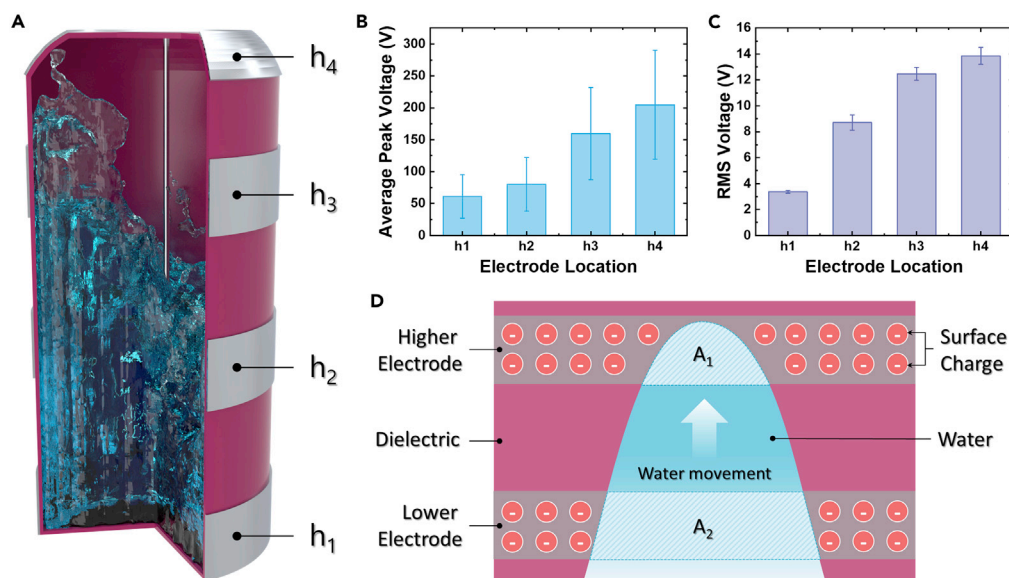 A
h4
h3
h2
h1
B
Average Peak Voltage (V)
300
250
200
150
100
50
0
h1 h2 h3 h4
Electrode Location
C
RMS Voltage (V)
16
14
12
10
8
6
4
2
0
h1 h2 h3 h4
Electrode Location
D
Higher
Electrode
Dielectric
Lower
Electrode
- - - - - - - - - -
- - - - - - - -
A1
Water movement
A2
- - - - - -
- - - - - -
Surface
Charge
Water